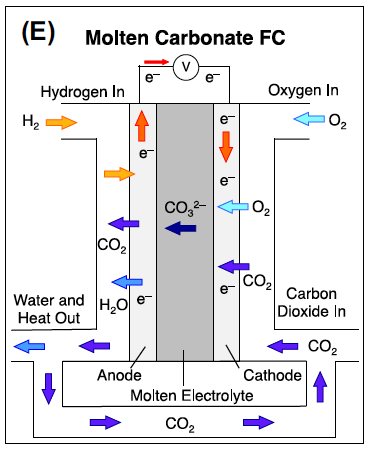 (E)
Molten Carbonate FC
V
e⁻
e⁻
Hydrogen In
Oxygen In
H₂
O₂
e⁻
e⁻
e⁻
CO₃²⁻
O₂
CO₂
CO₂
H₂O
e⁻
e⁻
Water and
Heat Out
Carbon
Dioxide In
CO₂
Anode
Cathode
Molten Electrolyte
CO₂